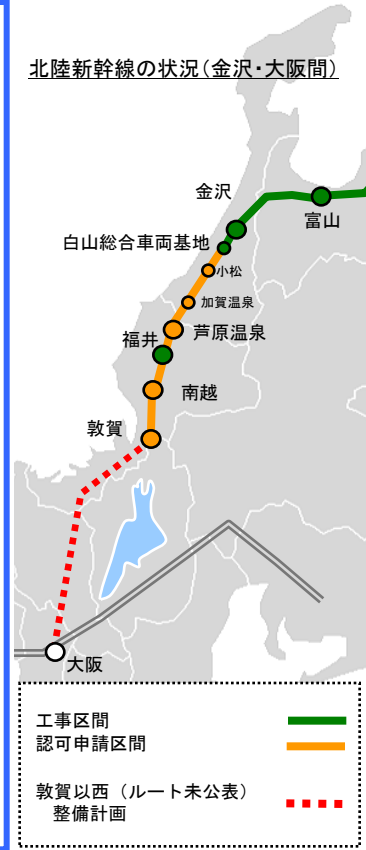 北陸新幹線の状況(金沢・大阪間)
金沢
富山
白山総合車両基地
小松
加賀温泉
芦原温泉
福井
南越
敦賀
大阪
工事区間
認可申請区間
敦賀以西(ルート未公表)
整備計画